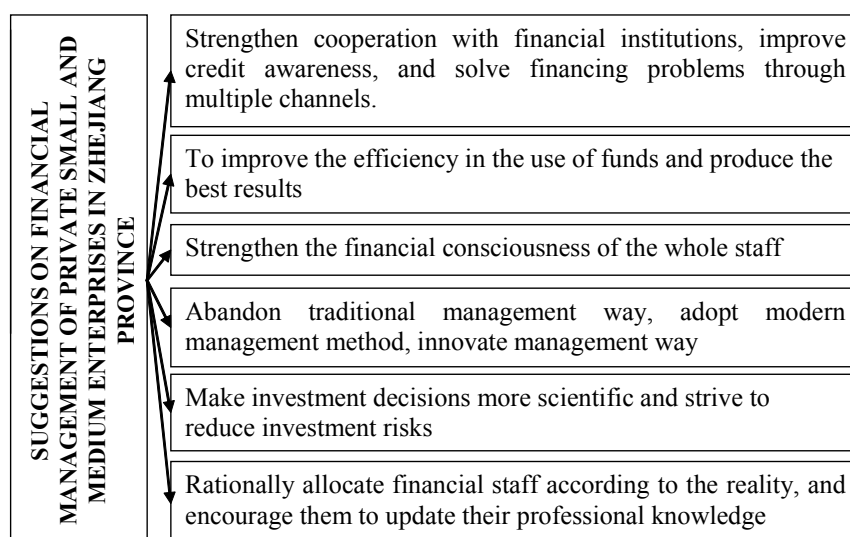 SUGGESTIONS ON FINANCIAL
MANAGEMENT OF PRIVATE SMALL AND
MEDIUM ENTERPRISES IN ZHEJIANG
PROVINCE
Strengthen cooperation with financial institutions, improve
credit awareness, and solve financing problems through
multiple channels.
To improve the efficiency in the use of funds and produce the
best results
Strengthen the financial consciousness of the whole staff
Abandon traditional management way, adopt modern
management method, innovate management way
Make investment decisions more scientific and strive to
reduce investment risks
Rationally allocate financial staff according to the reality, and
encourage them to update their professional knowledge